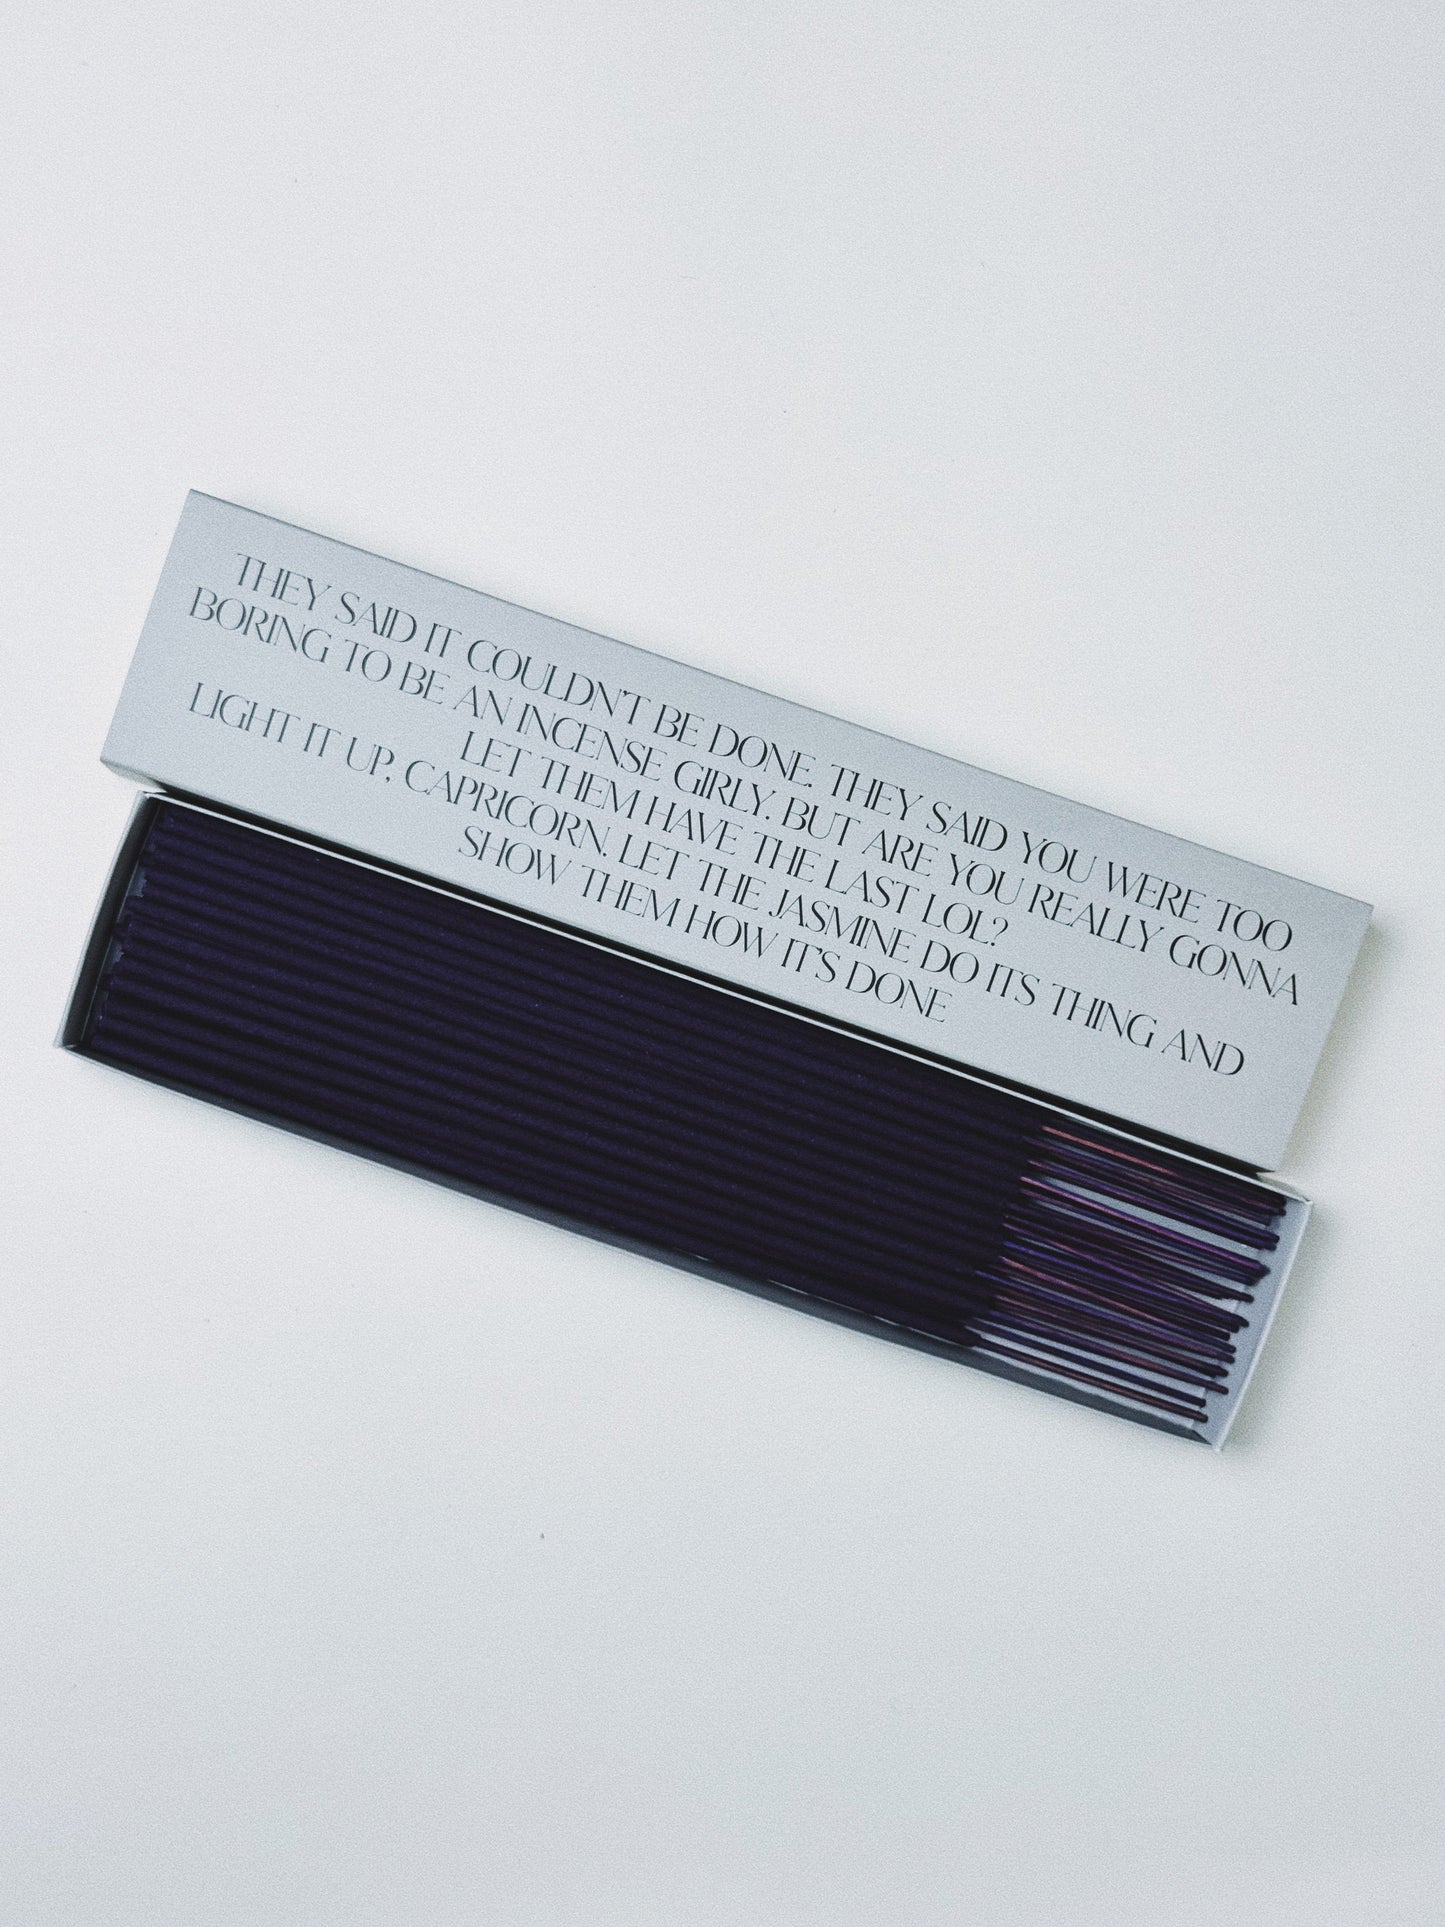 THEY SAID IT COULDN'T BE DONE. THEY SAID YOU WERE TOO
BORING TO BE AN INCENSE GIRLY. BUT ARE YOU REALLY GONNA
LET THEM HAVE THE LAST LOL?
LIGHT IT UP, CAPRICORN. LET THE JASMINE DO ITS THING AND
SHOW THEM HOW IT'S DONE